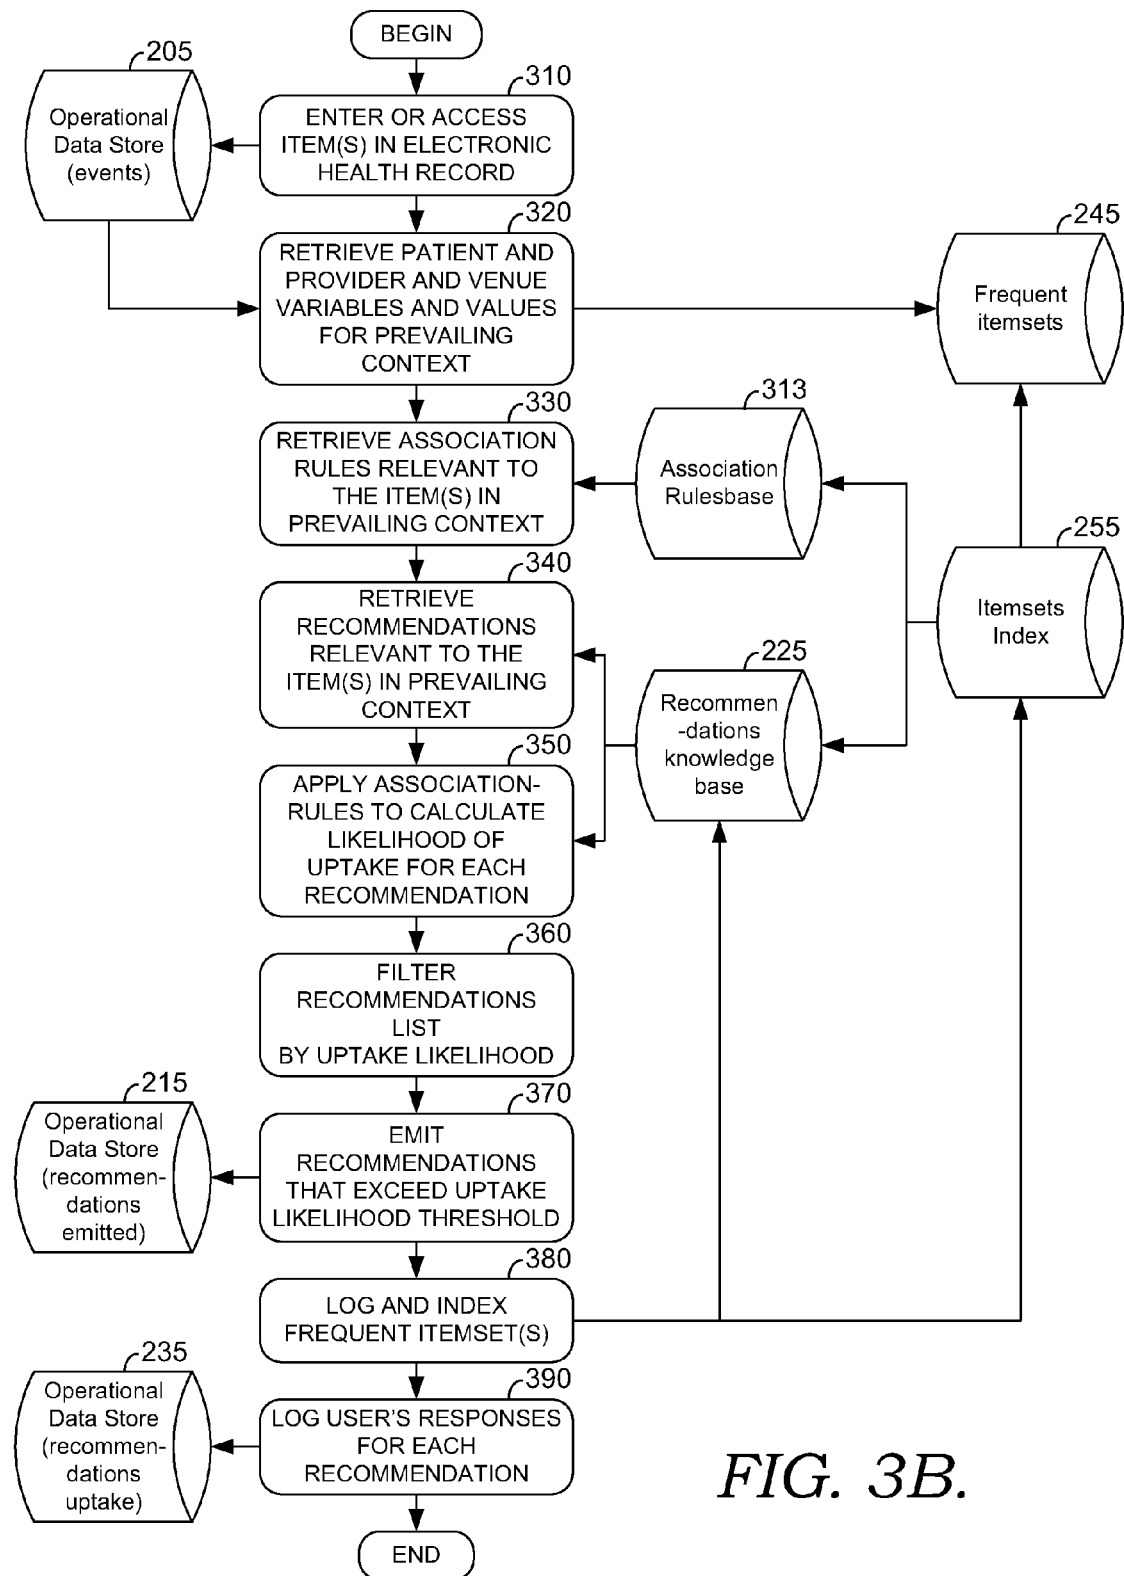 BEGIN
205
310
Operational
Data Store
(events)
ENTER OR ACCESS
ITEM(S) IN ELECTRONIC
HEALTH RECORD
320
RETRIEVE PATIENT AND
PROVIDER AND VENUE
VARIABLES AND VALUES
FOR PREVAILING
CONTEXT
245
Frequent
itemsets
330
RETRIEVE ASSOCIATION
RULES RELEVANT TO
THE ITEM(S) IN
PREVAILING CONTEXT
313
Association
Rulesbase
255
Itemsets
Index
340
RETRIEVE
RECOMMENDATIONS
RELEVANT TO THE
ITEM(S) IN PREVAILING
CONTEXT
225
Recommen
-dations
knowledge
base
350
APPLY ASSOCIATION-
RULES TO CALCULATE
LIKELIHOOD OF
UPTAKE FOR EACH
RECOMMENDATION
360
FILTER
RECOMMENDATIONS
LIST
BY UPTAKE LIKELIHOOD
215
Operational
Data Store
(recommen-
dations
emitted)
370
EMIT
RECOMMENDATIONS
THAT EXCEED UPTAKE
LIKELIHOOD THRESHOLD
380
LOG AND INDEX
FREQUENT ITEMSET(S)
235
Operational
Data Store
(recommen-
dations
uptake)
390
LOG USER'S RESPONSES
FOR EACH
RECOMMENDATION
END
FIG. 3B.